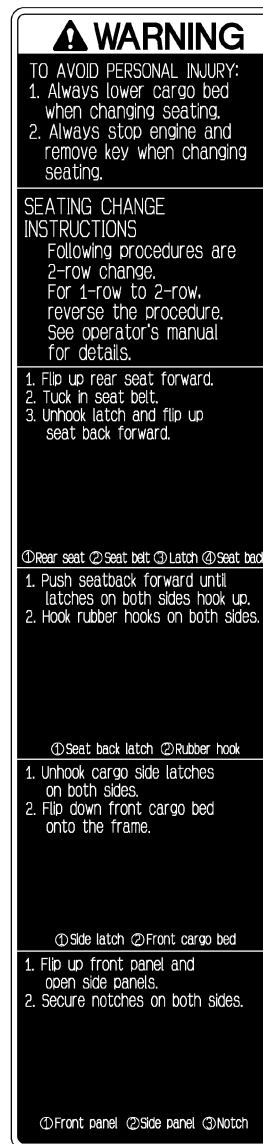 WARNING
TO AVOID PERSONAL INJURY:
1. Always lower cargo bed
when changing seating.
2. Always stop engine and
remove key when changing
seating.
SEATING CHANGE
INSTRUCTIONS
Following procedures are
2-row change.
For 1-row to 2-row,
reverse the procedure.
See operator's manual
for details.
1. Flip up rear seat forward.
2. Tuck in seat belt.
3. Unhook latch and flip up
seat back forward.
①Rear seat ②Seat belt ③Latch ④Seat back
1. Push seatback forward until
latches on both sides hook up.
2. Hook rubber hooks on both sides.
①Seat back latch ②Rubber hook
1. Unhook cargo side latches
on both sides.
2. Flip down front cargo bed
onto the frame.
①Side latch ②Front cargo bed
1. Flip up front panel and
open side panels.
2. Secure notches on both sides.
①Front panel ②Side panel ③Notch